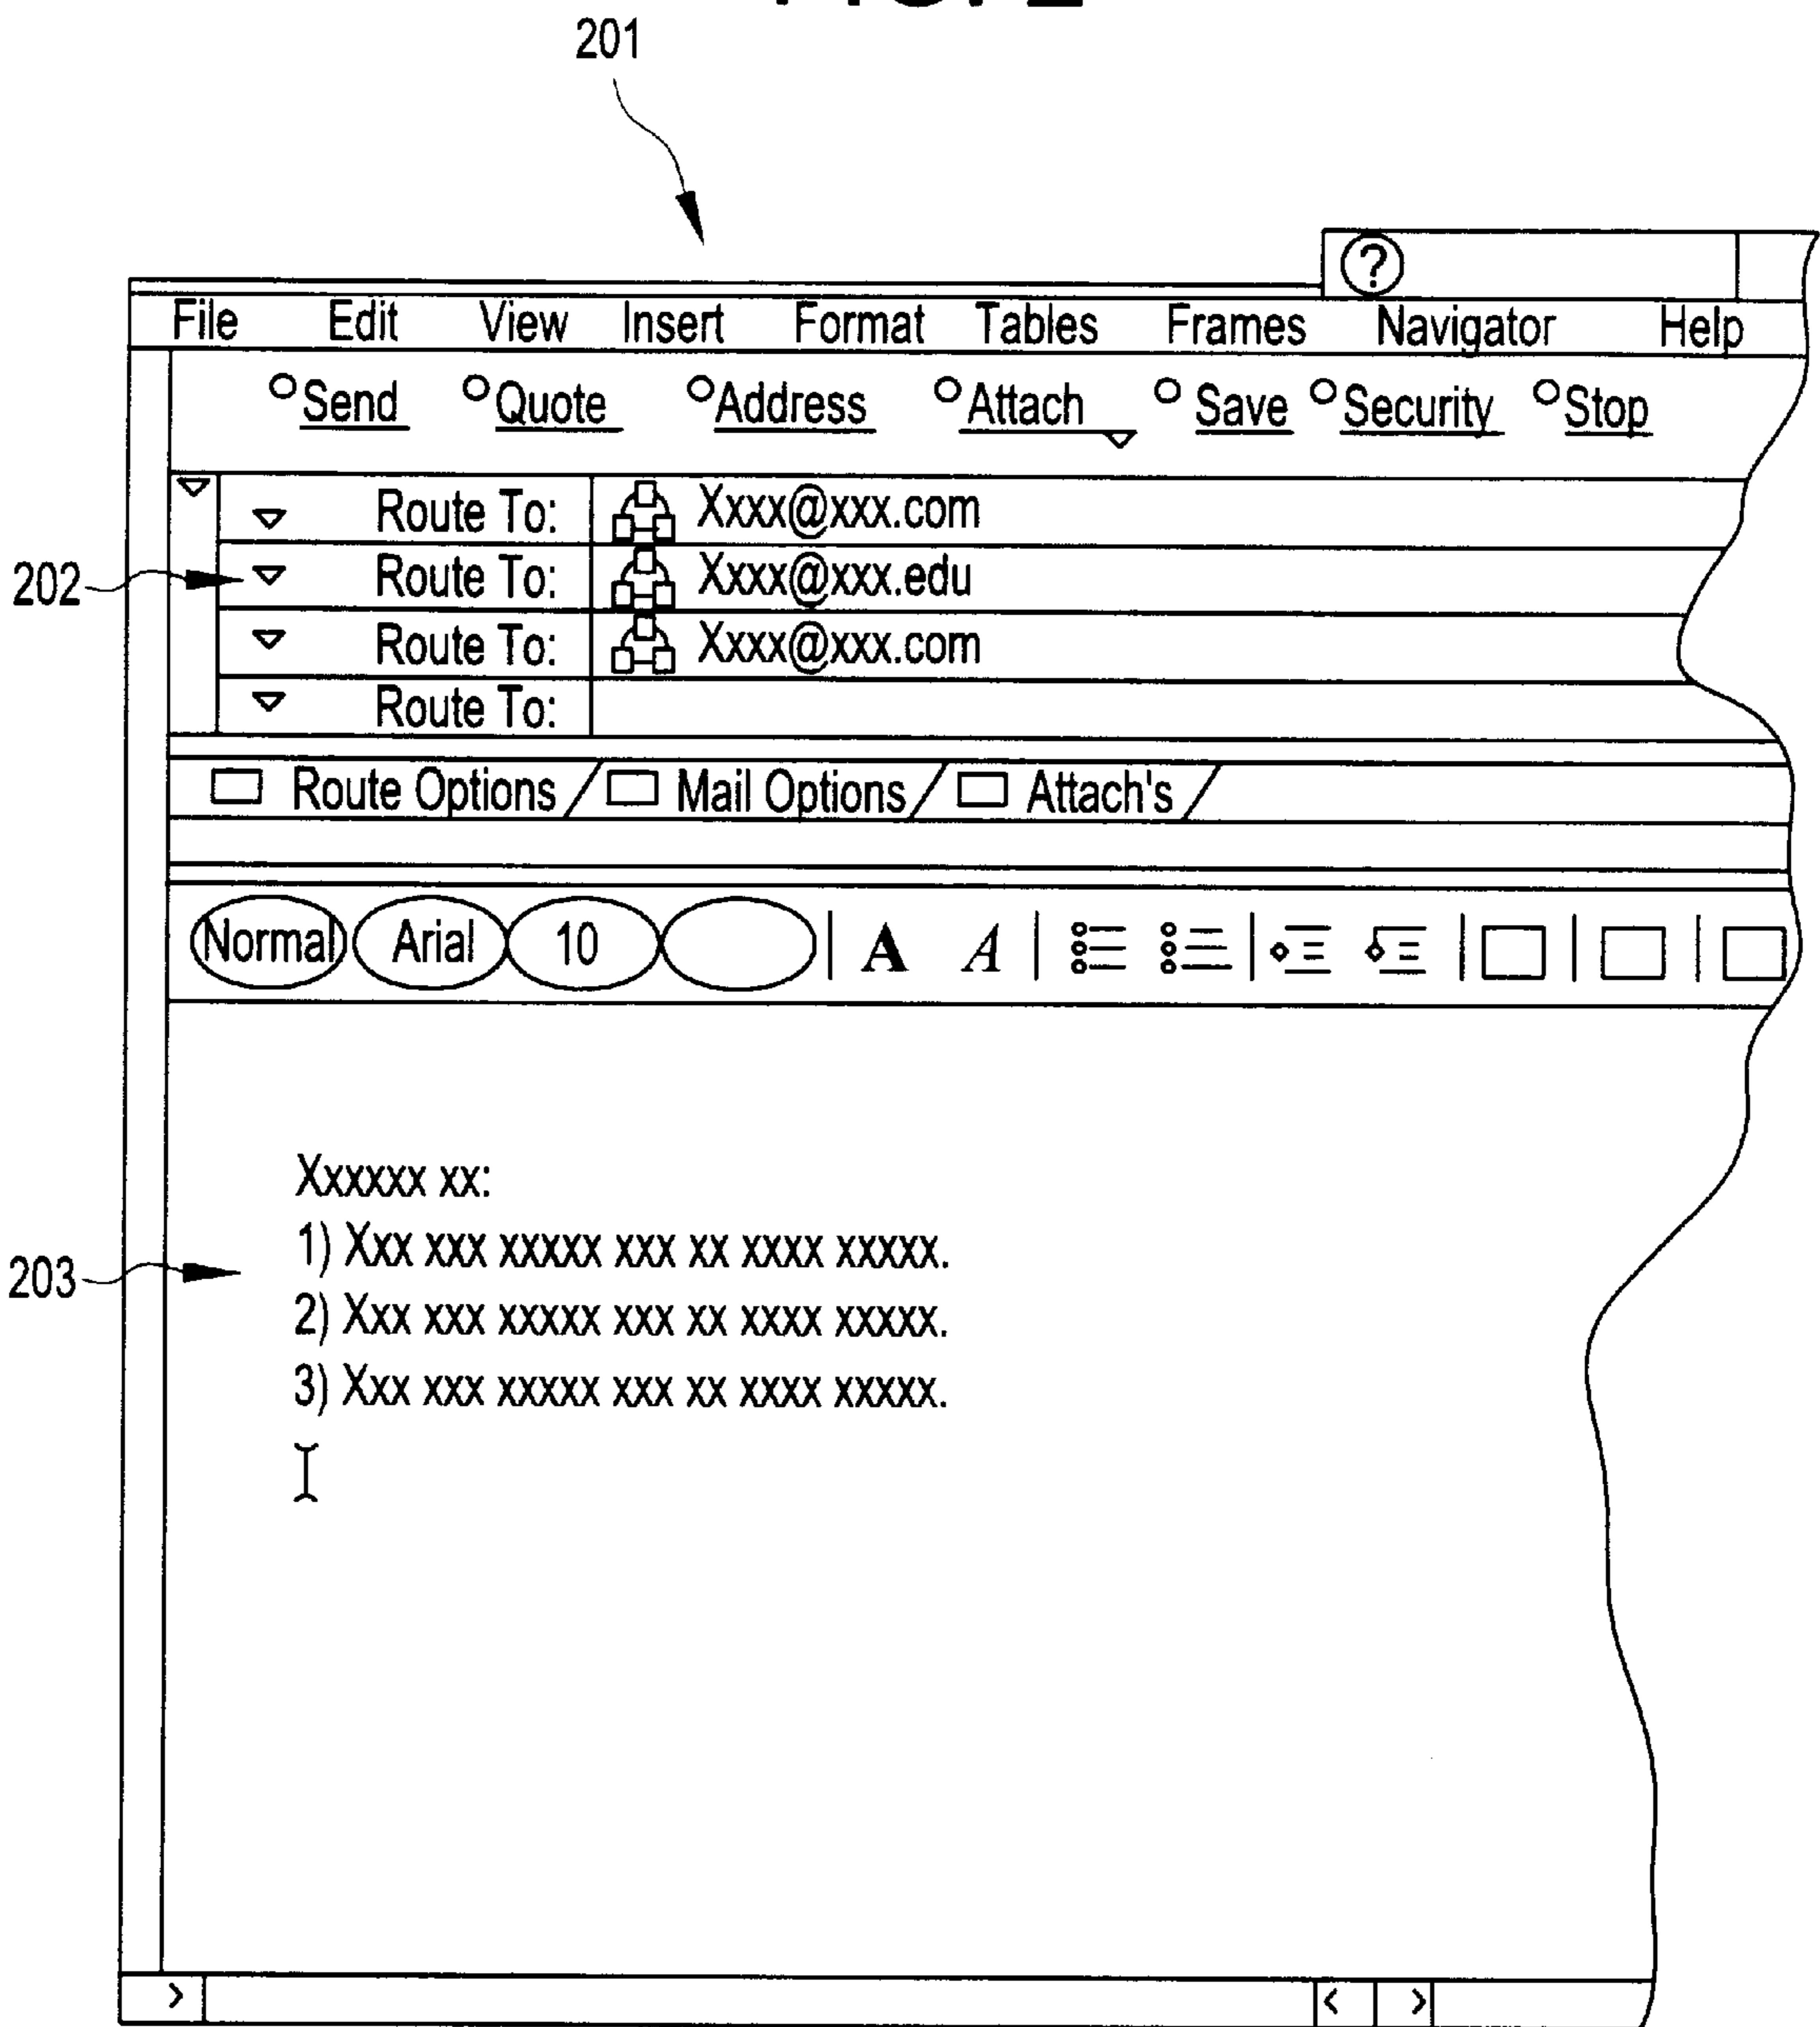 201
?
File Edit View Insert Format Tables Frames Navigator Help
Send Quote Address Attach Save Security Stop
Route To: Xxxx@xxx.com
202 Route To: Xxxx@xxx.edu
Route To: Xxxx@xxx.com
Route To:
Route Options Mail Options Attach's
Normal Arial 10 A A
Xxxxxx xx:
1) Xxx xxx xxxxx xxx xx xxxx xxxxx.
203
2) Xxx xxx xxxxx xxx xx xxxx xxxxx.
3) Xxx xxx xxxxx xxx xx xxxx xxxxx.
> < >